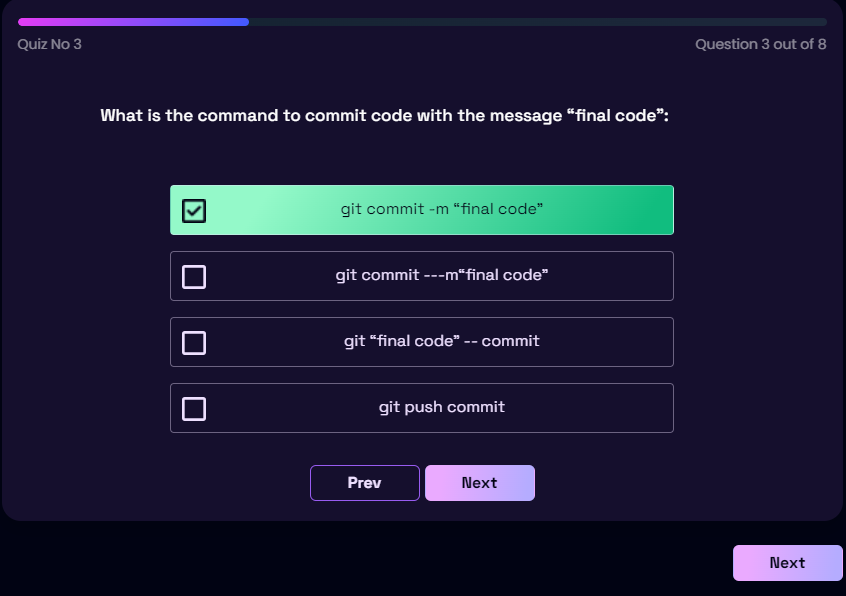 Quiz No 3
Question 3 out of 8
What is the command to commit code with the message “final code”:
git commit -m “final code”
git commit ---m“final code”
git “final code” -- commit
git push commit
Prev
Next
Next